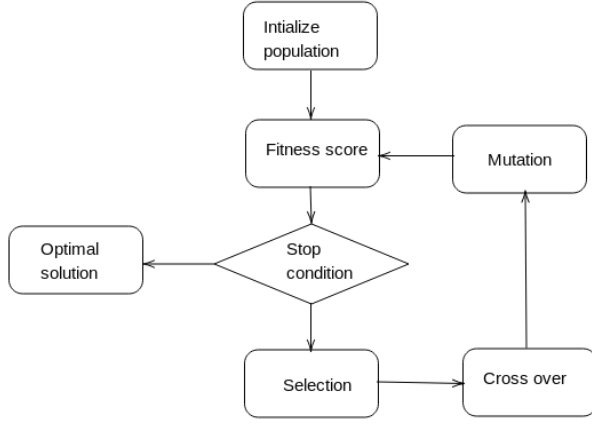 Intialize
population
Fitness score
Mutation
Stop
condition
Optimal
solution
Selection
Cross over